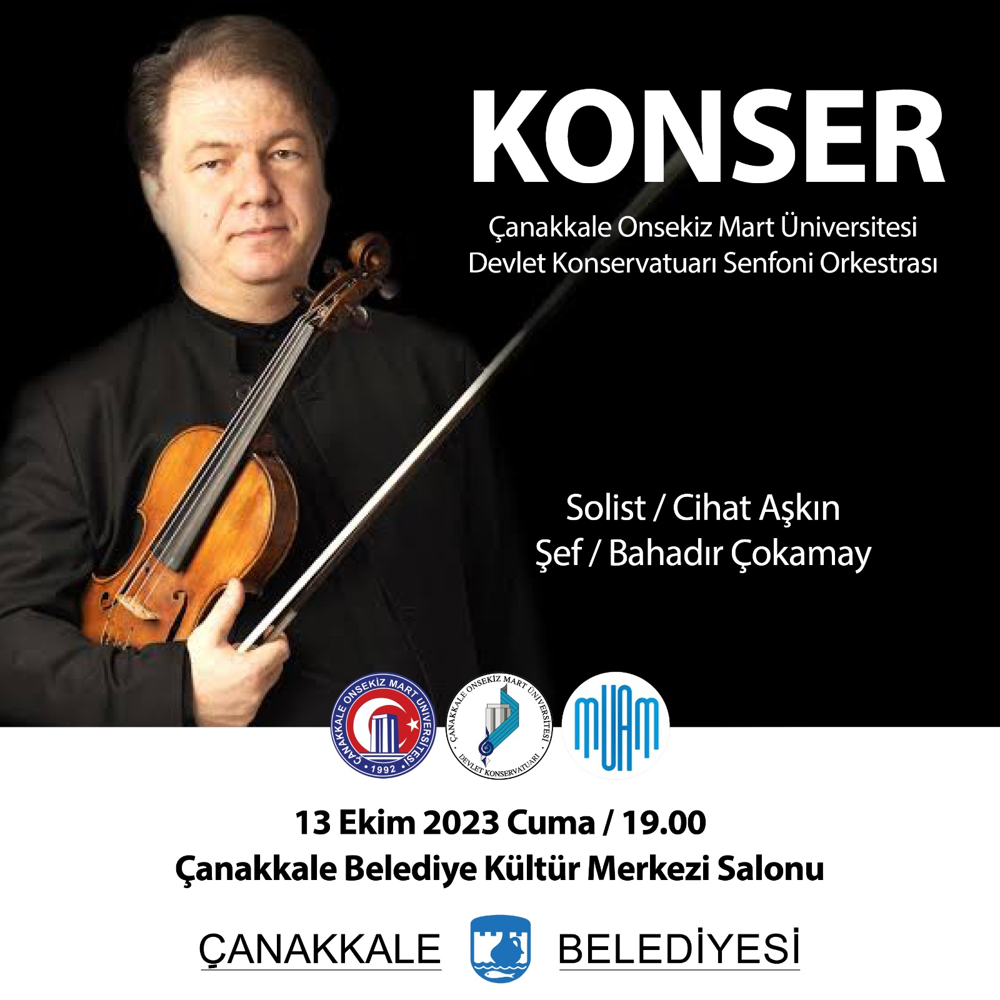 KONSER
Çanakkale Onsekiz Mart Üniversitesi
Devlet Konservatuarı Senfoni Orkestrası
Solist / Cihat Aşkın
Şef / Bahadır Çokamay
ÇANAKKALE ONSEKİZ MART ÜNİVERSİTESİ
• 1992 •
ÇANAKKALE ONSEKİZ MART ÜNİVERSİTESİ
• DEVLET KONSERVATUARI •
MUAM
13 Ekim 2023 Cuma / 19.00
Çanakkale Belediye Kültür Merkezi Salonu
ÇANAKKALE BELEDİYESİ